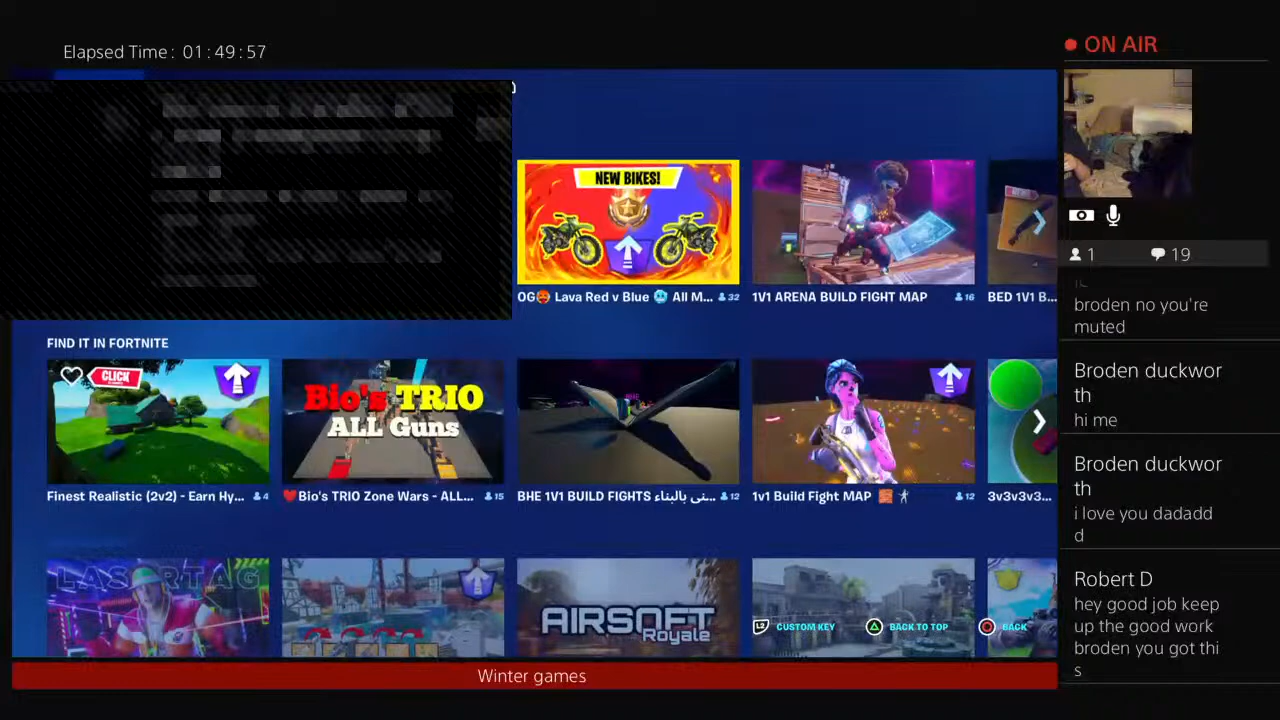 Elapsed Time: 01:49:57
ON AIR
NEW BIKES!
OG🥵 Lava Red v Blue 🥶 All M... 32
1V1 ARENA BUILD FIGHT MAP 16
BED 1V1 B...
1
19
broden no you're
muted
FIND IT IN FORTNITE
CLICK
Bio's TRIO
ALL Guns
Finest Realistic (2v2) - Earn Hy... 4
❤️Bio's TRIO Zone Wars - ALL... 15
BHE 1V1 BUILD FIGHTS ... 12
1v1 Build Fight MAP 12
3v3v3v3...
Broden duckwor
th
hi me
Broden duckwor
th
i love you dadadd
d
Robert D
hey good job keep
up the good work
broden you got thi
s
LASERTAG
AIRSOFT
Royale
L2 CUSTOM KEY
BACK TO TOP
BACK
Winter games